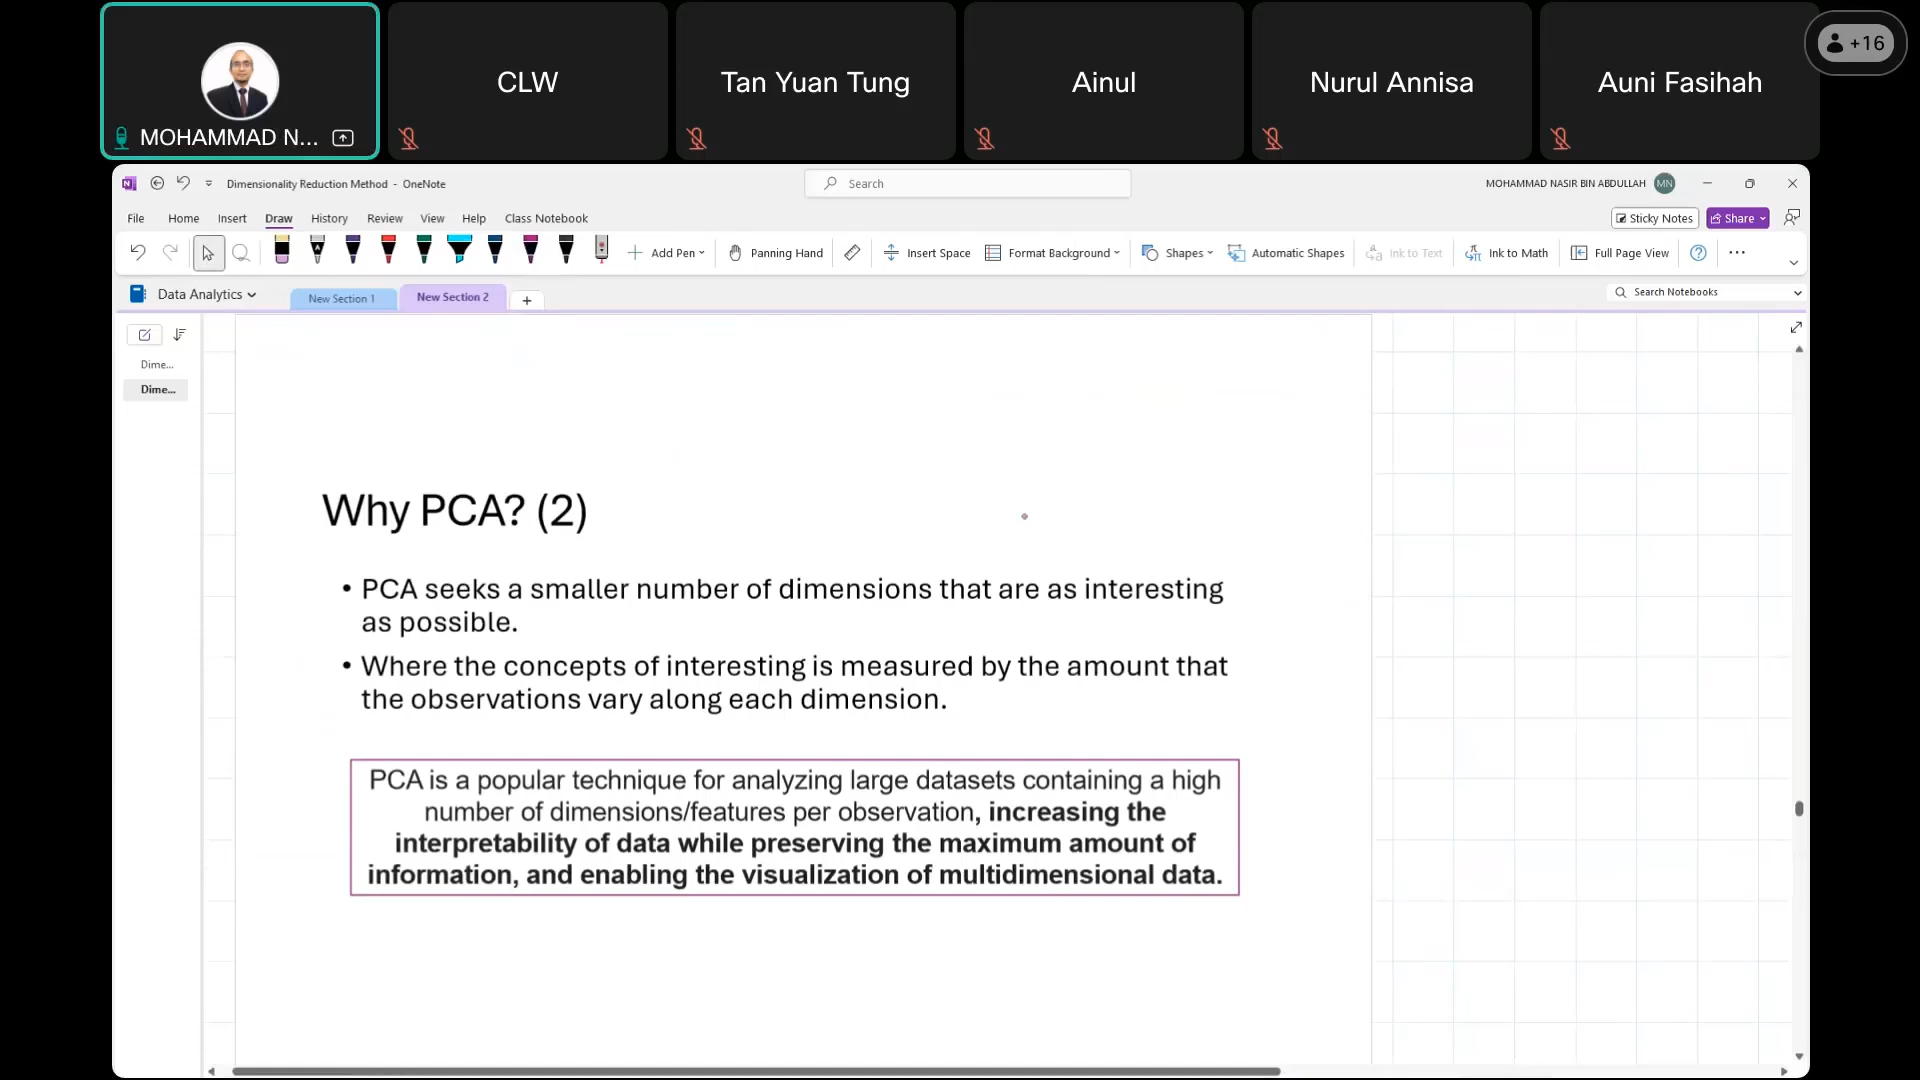 CLW
Tan Yuan Tung
Ainul
Nurul Annisa
Auni Fasihah
+16
MOHAMMAD N...
Dimensionality Reduction Method - OneNote
Search
MOHAMMAD NASIR BIN ABDULLAH
MN
File Home Insert Draw History Review View Help Class Notebook
Sticky Notes
Share
Add Pen
Panning Hand
Insert Space
Format Background
Shapes
Automatic Shapes
Ink to Text
Ink to Math
Full Page View
Data Analytics
New Section 1
New Section 2
Search Notebooks
Dime...
Dime...
Why PCA? (2)
• PCA seeks a smaller number of dimensions that are as interesting
as possible.
• Where the concepts of interesting is measured by the amount that
the observations vary along each dimension.
PCA is a popular technique for analyzing large datasets containing a high
number of dimensions/features per observation, increasing the
interpretability of data while preserving the maximum amount of
information, and enabling the visualization of multidimensional data.